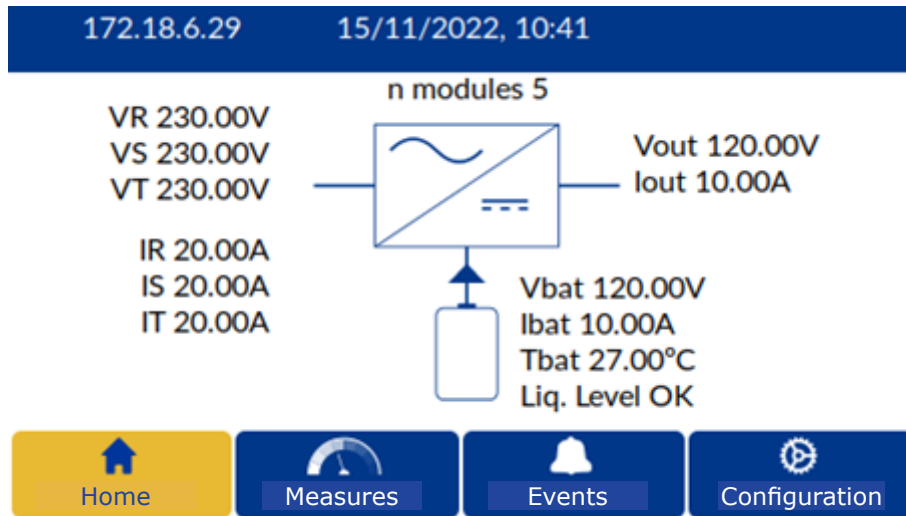 172.18.6.29 15/11/2022, 10:41
n modules 5
VR 230.00V
VS 230.00V
VT 230.00V
IR 20.00A
IS 20.00A
IT 20.00A
Vout 120.00V
Iout 10.00A
Vbat 120.00V
Ibat 10.00A
Tbat 27.00°C
Liq. Level OK
Home Measures Events Configuration